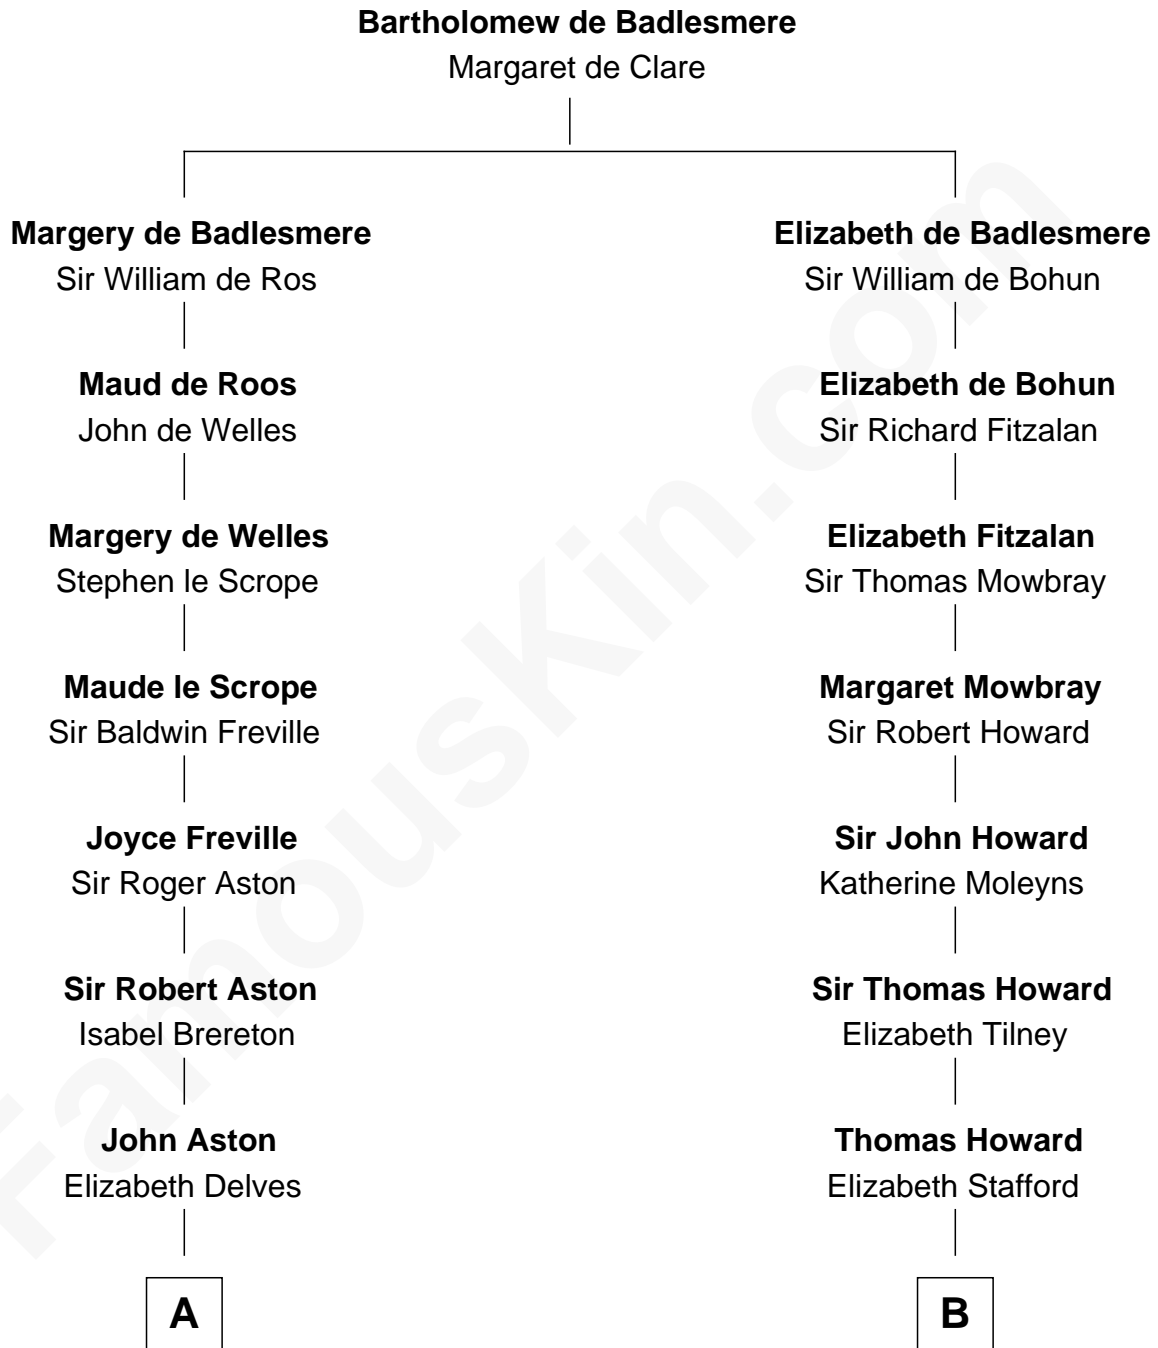 Bartholomew de Badlesmere
Margaret de Clare
Margery de Badlesmere
Sir William de Ros
Elizabeth de Badlesmere
Sir William de Bohun
Maud de Roos
John de Welles
Elizabeth de Bohun
Sir Richard Fitzalan
Margery de Welles
Stephen le Scrope
Elizabeth Fitzalan
Sir Thomas Mowbray
Maude le Scrope
Sir Baldwin Freville
Margaret Mowbray
Sir Robert Howard
Joyce Freville
Sir Roger Aston
Sir John Howard
Katherine Moleyns
Sir Robert Aston
Isabel Brereton
Sir Thomas Howard
Elizabeth Tilney
John Aston
Elizabeth Delves
Thomas Howard
Elizabeth Stafford
A
B
FamousKin.com